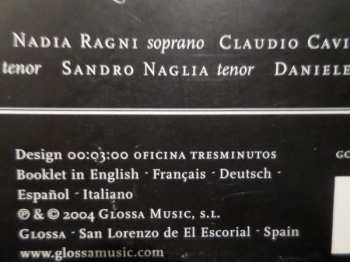 NADIA RAGNI soprano CLAUDIO CAVI
tenor SANDRO NAGLIA tenor DANIELE
Design 00:03:00 OFICINA TRESMINUTOS
Booklet in English · Français · Deutsch ·
Español · Italiano
℗ & © 2004 GLOSSA MUSIC, S.L.
GLOSSA · San Lorenzo de El Escorial · Spain
www.glossamusic.com